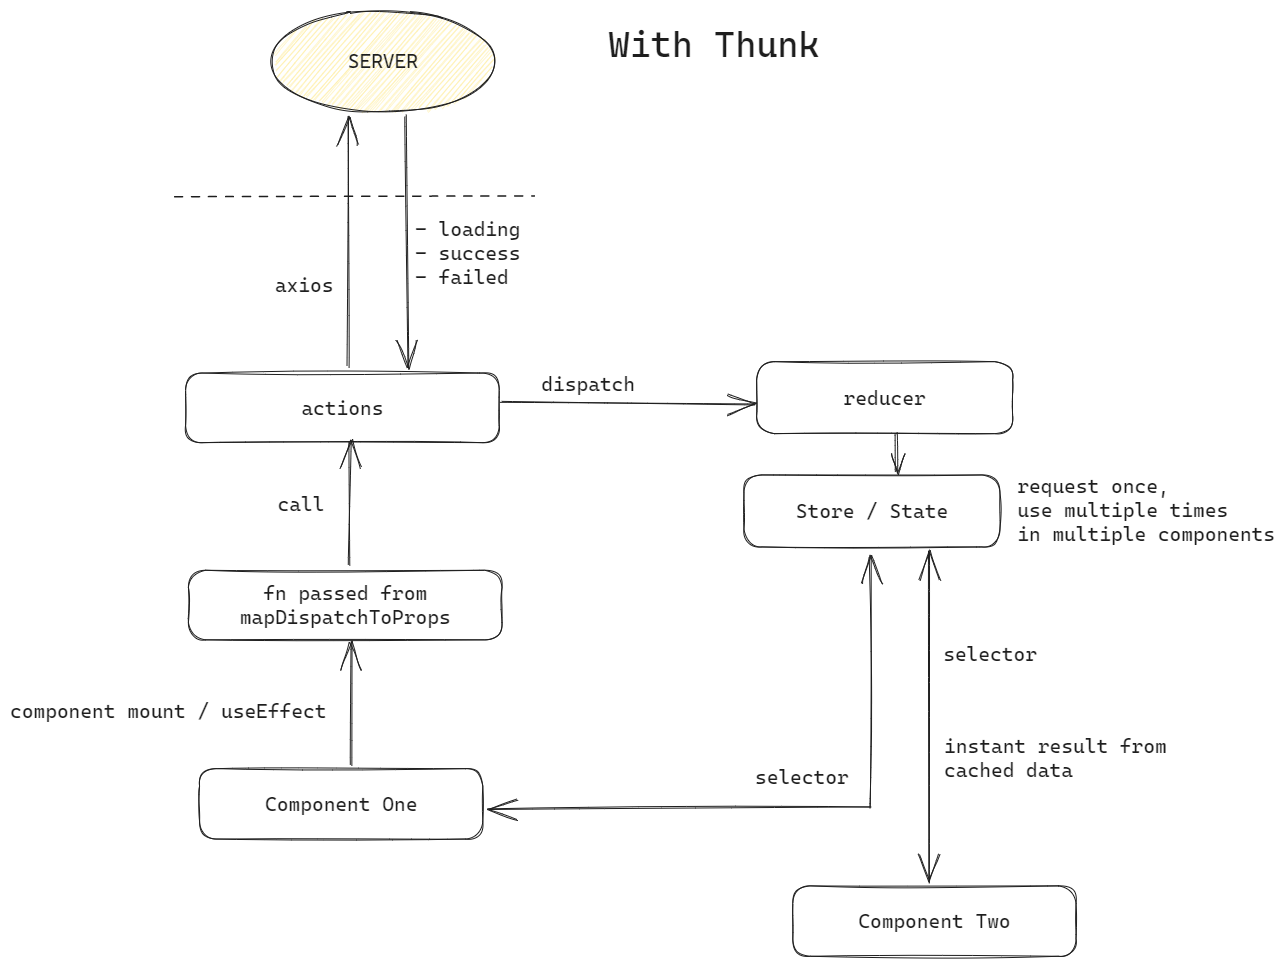 With Thunk
SERVER
- loading
- success
- failed
axios
actions
dispatch
reducer
call
Store / State
request once,
use multiple times
in multiple components
fn passed from
mapDispatchToProps
selector
component mount / useEffect
instant result from
cached data
selector
Component One
Component Two